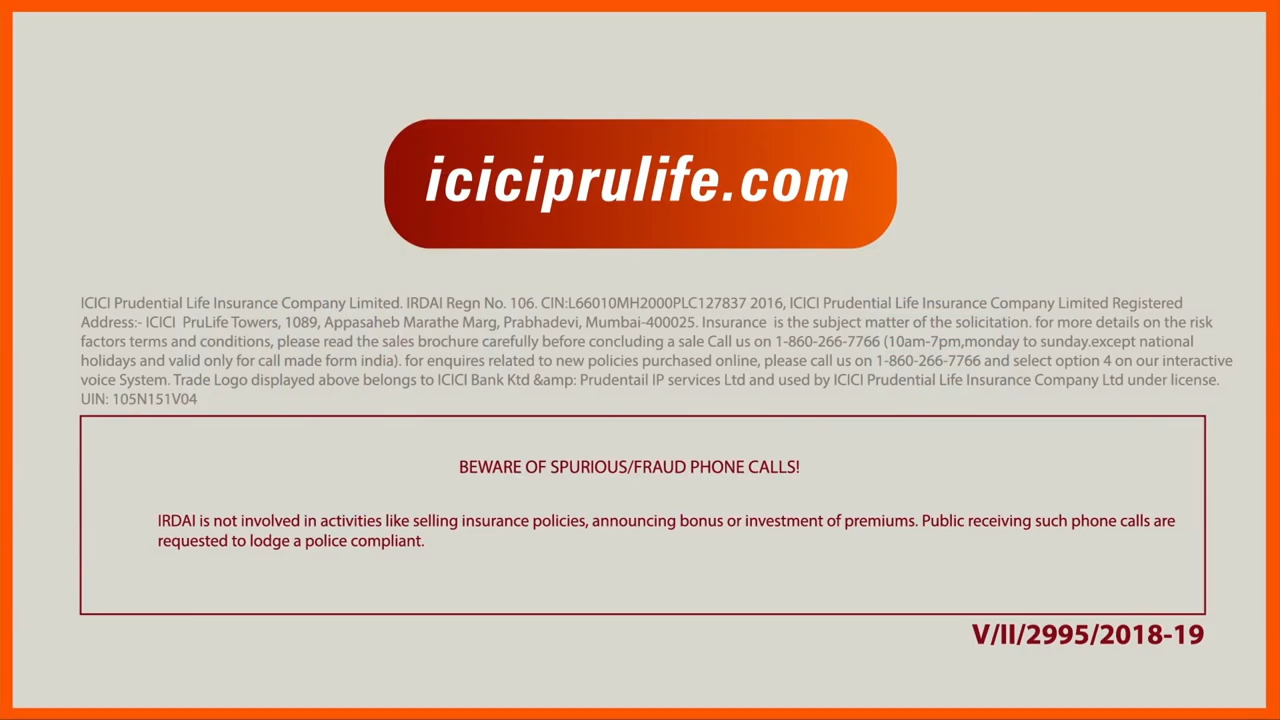 iciciprulife.com
ICICI Prudential Life Insurance Company Limited. IRDAI Regn No. 106. CIN:L66010MH2000PLC127837 2016, ICICI Prudential Life Insurance Company Limited Registered
Address:- ICICI PruLife Towers, 1089, Appasaheb Marathe Marg, Prabhadevi, Mumbai-400025. Insurance is the subject matter of the solicitation. for more details on the risk
factors terms and conditions, please read the sales brochure carefully before concluding a sale Call us on 1-860-266-7766 (10am-7pm,monday to sunday.except national
holidays and valid only for call made form india). for enquires related to new policies purchased online, please call us on 1-860-266-7766 and select option 4 on our interactive
voice System. Trade Logo displayed above belongs to ICICI Bank Ktd &amp: Prudentail IP services Ltd and used by ICICI Prudential Life Insurance Company Ltd under license.
UIN: 105N151V04
BEWARE OF SPURIOUS/FRAUD PHONE CALLS!
IRDAI is not involved in activities like selling insurance policies, announcing bonus or investment of premiums. Public receiving such phone calls are
requested to lodge a police compliant.
V/II/2995/2018-19